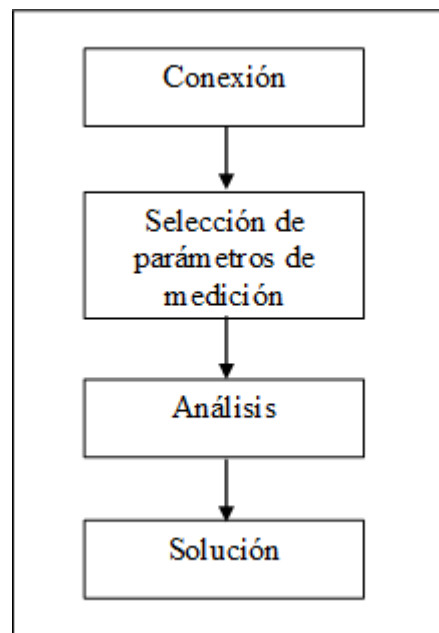 Conexión
Selección de
parámetros de
medición
Análisis
Solución